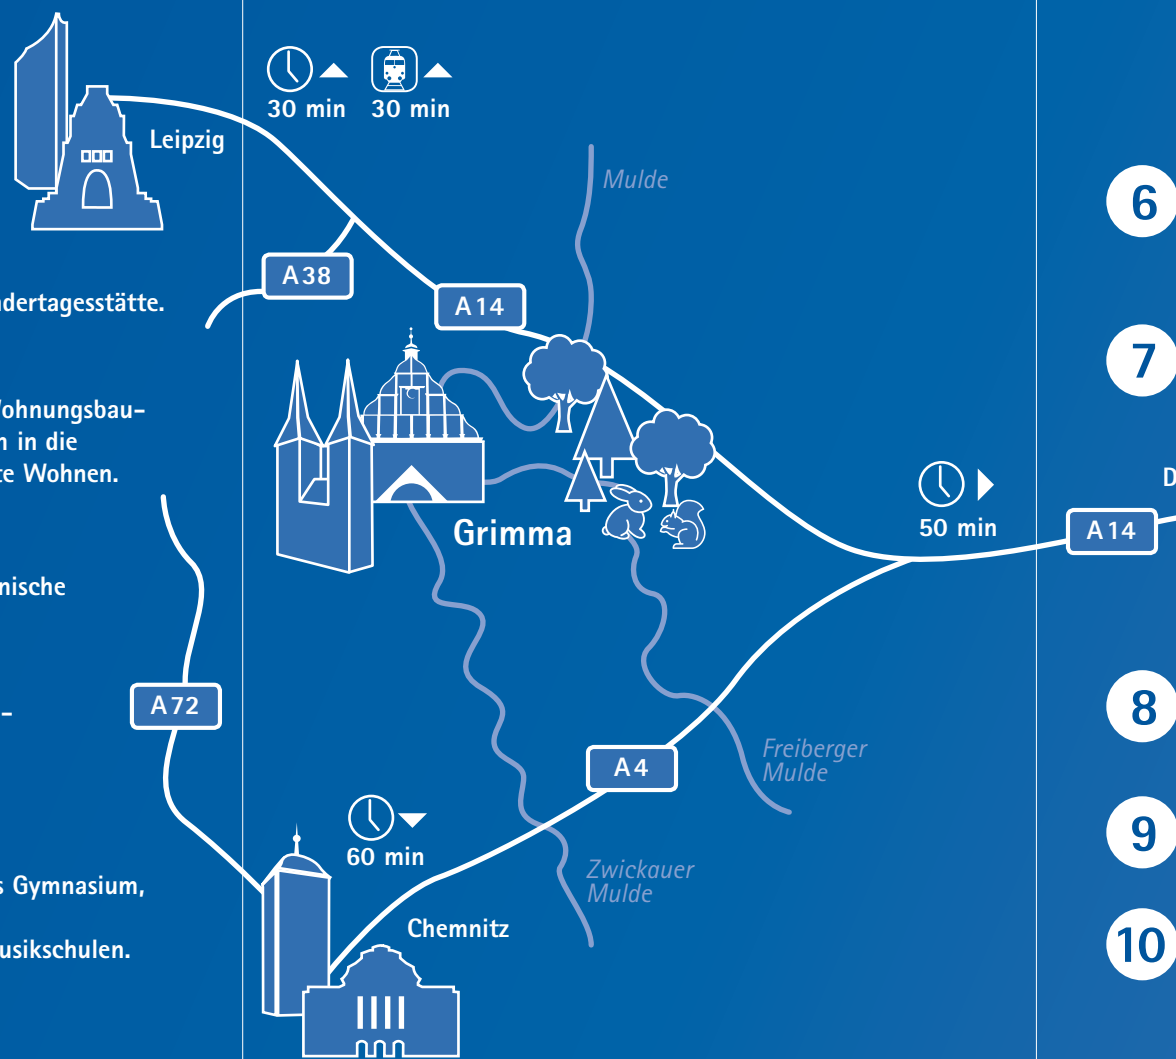 30 min
30 min
Leipzig
Mulde
A38
A14
ndertagesstätte.
Wohnungsbau-
n in die
te Wohnen.
Grimma
50 min
D
A14
nische
A72
-
A4
Freiberger
Mulde
60 min
Zwickauer
Mulde
s Gymnasium,
Chemnitz
usikschulen.
6
7
8
9
10